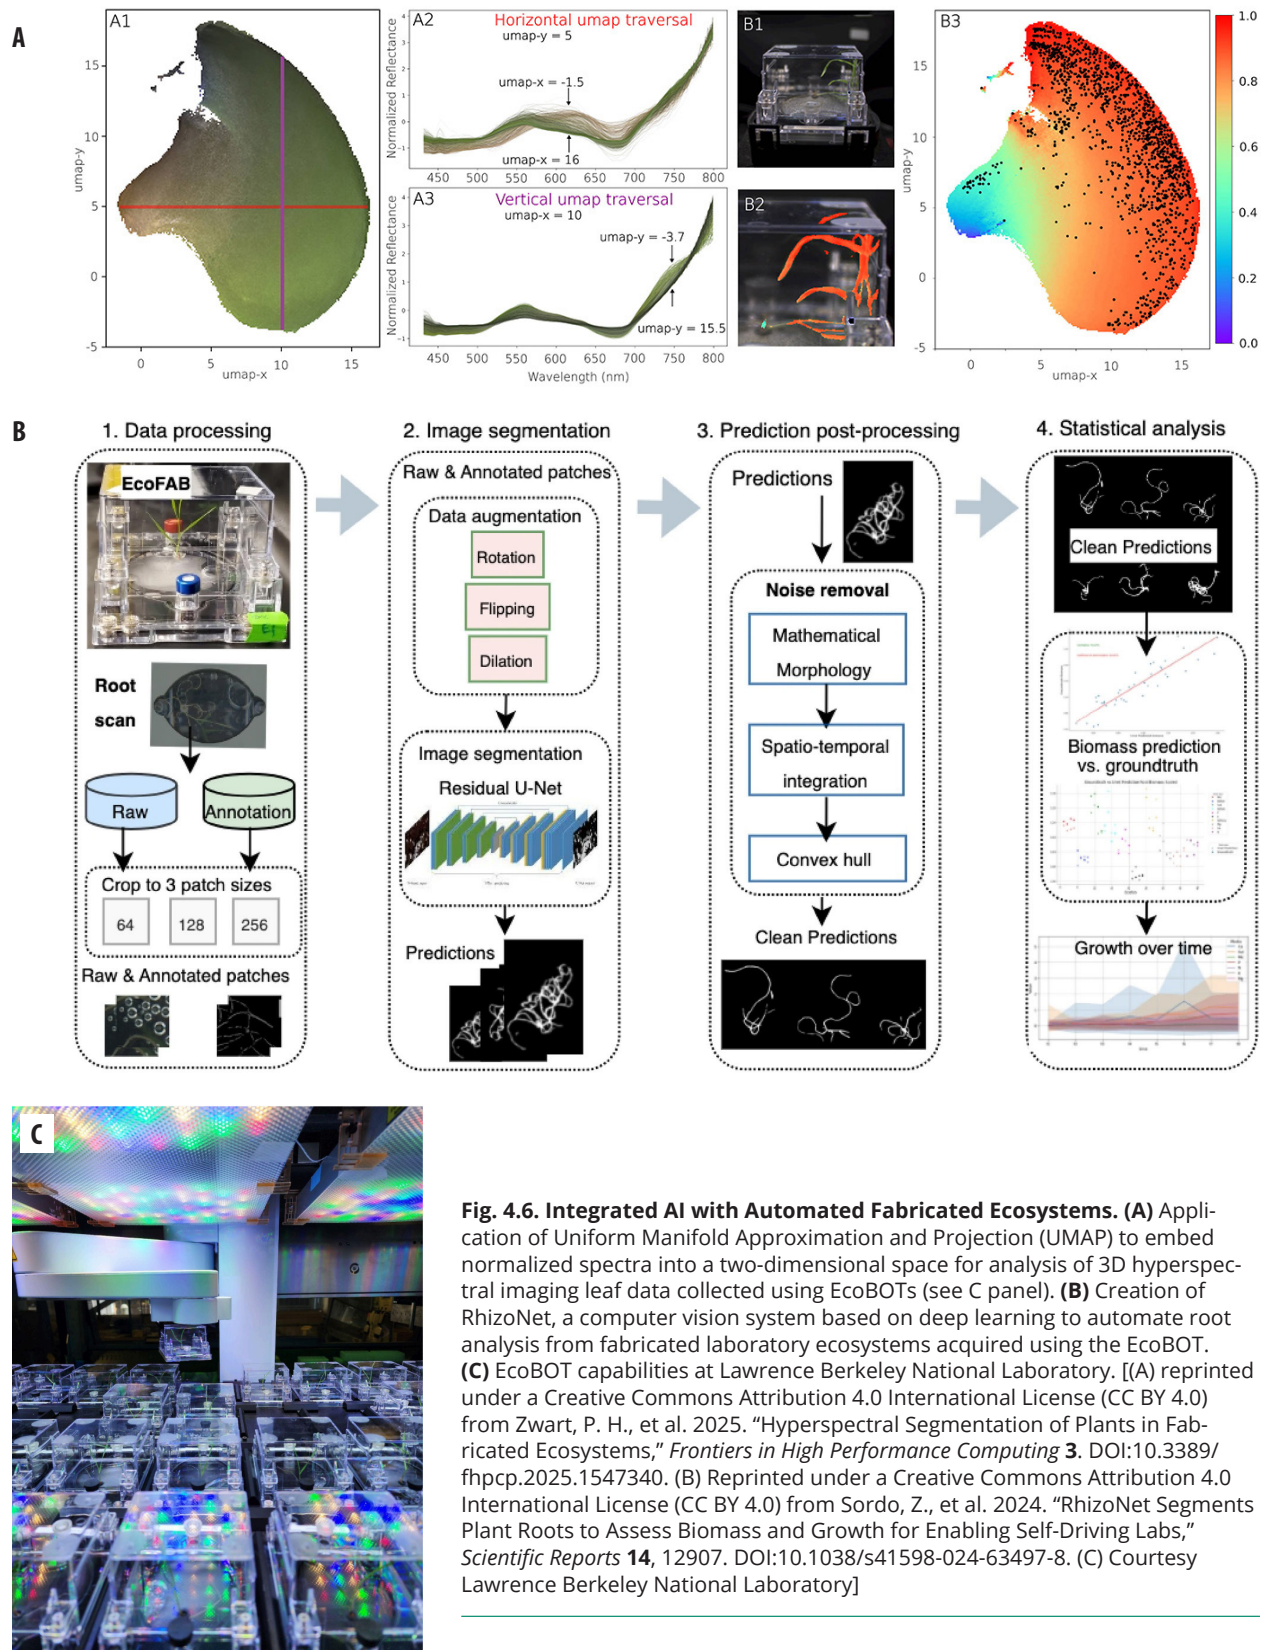 A
A1
15
10
5
0
-5
umap-y
0
5
10
15
umap-x
A2
Horizontal umap traversal
umap-y = 5
umap-x = -1.5
umap-x = 16
Normalized Reflectance
4
3
2
1
0
-1
450 500 550 600 650 700 750 800
A3
Vertical umap traversal
umap-x = 10
umap-y = -3.7
umap-y = 15.5
Normalized Reflectance
4
3
2
1
0
-1
450 500 550 600 650 700 750 800
Wavelength (nm)
B1
B2
B3
15
10
5
0
-5
umap-y
0
5
10
15
umap-x
1.0
0.8
0.6
0.4
0.2
0.0
B
1. Data processing
EcoFAB
Root
scan
Raw
Annotation
Crop to 3 patch sizes
64
128
256
Raw & Annotated patches
2. Image segmentation
Raw & Annotated patches
Data augmentation
Rotation
Flipping
Dilation
Image segmentation
Residual U-Net
Predictions
3. Prediction post-processing
Predictions
Noise removal
Mathematical
Morphology
Spatio-temporal
integration
Convex hull
Clean Predictions
4. Statistical analysis
Clean Predictions
Biomass prediction
vs. groundtruth
Growth over time
C
Fig. 4.6. Integrated AI with Automated Fabricated Ecosystems. (A) Appli-
cation of Uniform Manifold Approximation and Projection (UMAP) to embed
normalized spectra into a two-dimensional space for analysis of 3D hyperspec-
tral imaging leaf data collected using EcoBOTs (see C panel). (B) Creation of
RhizoNet, a computer vision system based on deep learning to automate root
analysis from fabricated laboratory ecosystems acquired using the EcoBOT.
(C) EcoBOT capabilities at Lawrence Berkeley National Laboratory. [(A) reprinted
under a Creative Commons Attribution 4.0 International License (CC BY 4.0)
from Zwart, P. H., et al. 2025. “Hyperspectral Segmentation of Plants in Fab-
ricated Ecosystems,” Frontiers in High Performance Computing 3. DOI:10.3389/
fhpcp.2025.1547340. (B) Reprinted under a Creative Commons Attribution 4.0
International License (CC BY 4.0) from Sordo, Z., et al. 2024. “RhizoNet Segments
Plant Roots to Assess Biomass and Growth for Enabling Self-Driving Labs,”
Scientific Reports 14, 12907. DOI:10.1038/s41598-024-63497-8. (C) Courtesy
Lawrence Berkeley National Laboratory]